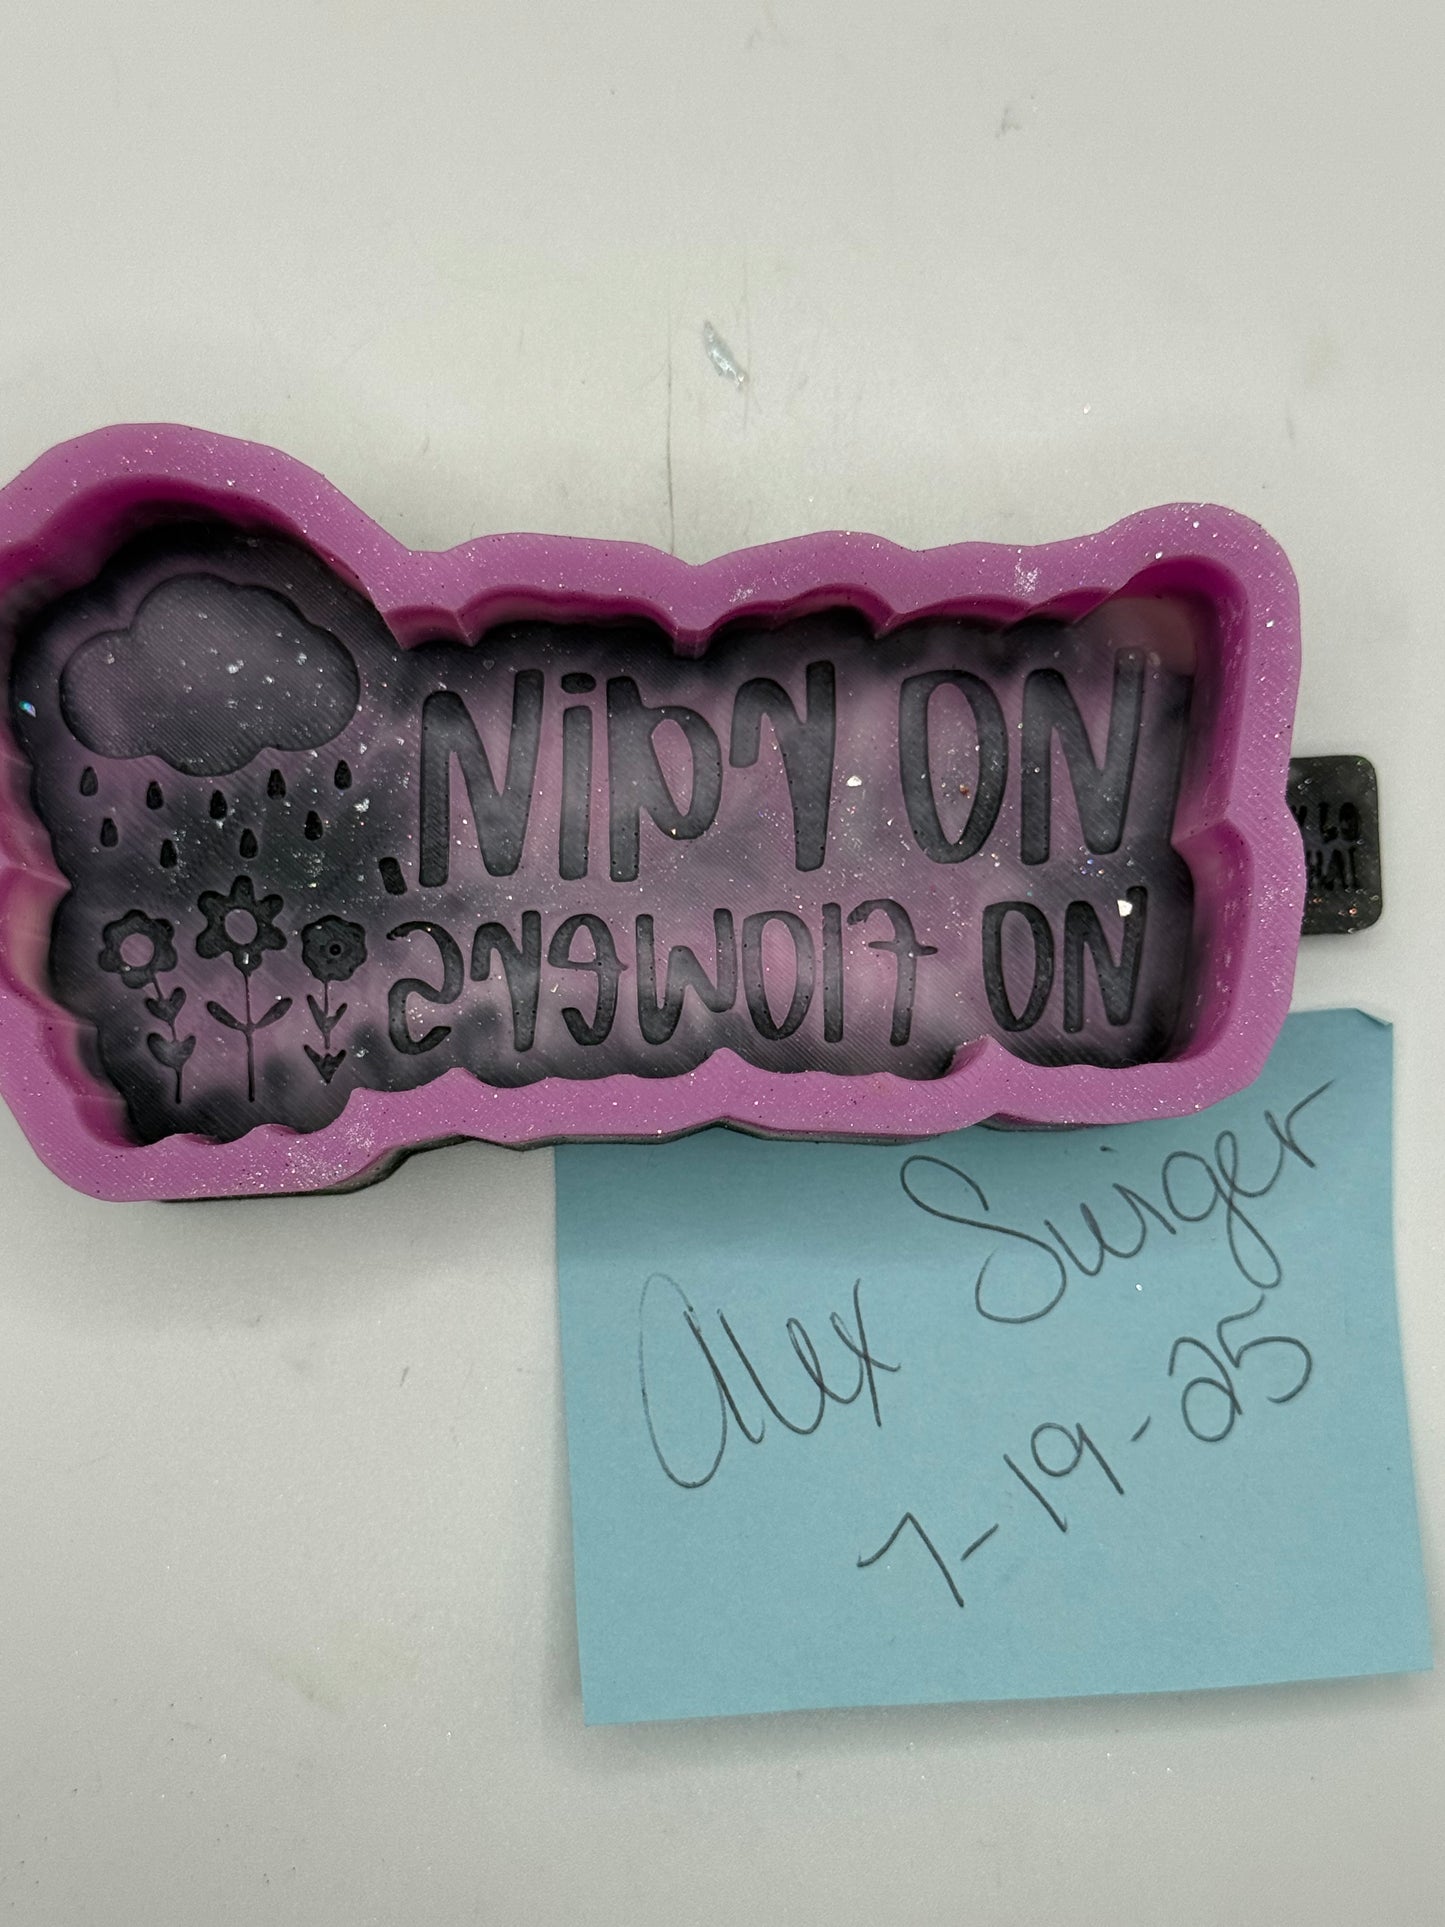 NO RAIN,
NO FLOWERS
Alex Swiger
7-19-25